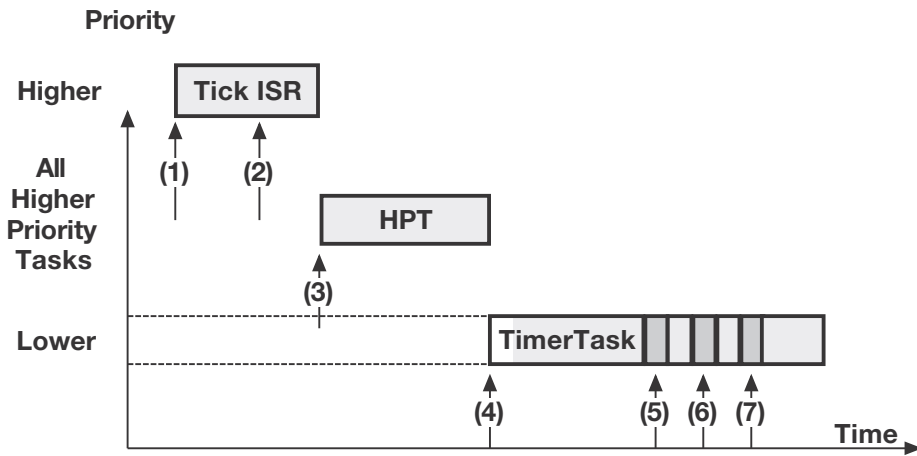 Priority
Higher
Tick ISR
(1)
(2)
All
Higher
Priority
Tasks
HPT
(3)
Lower
TimerTask
(4)
(5)
(6)
(7)
Time